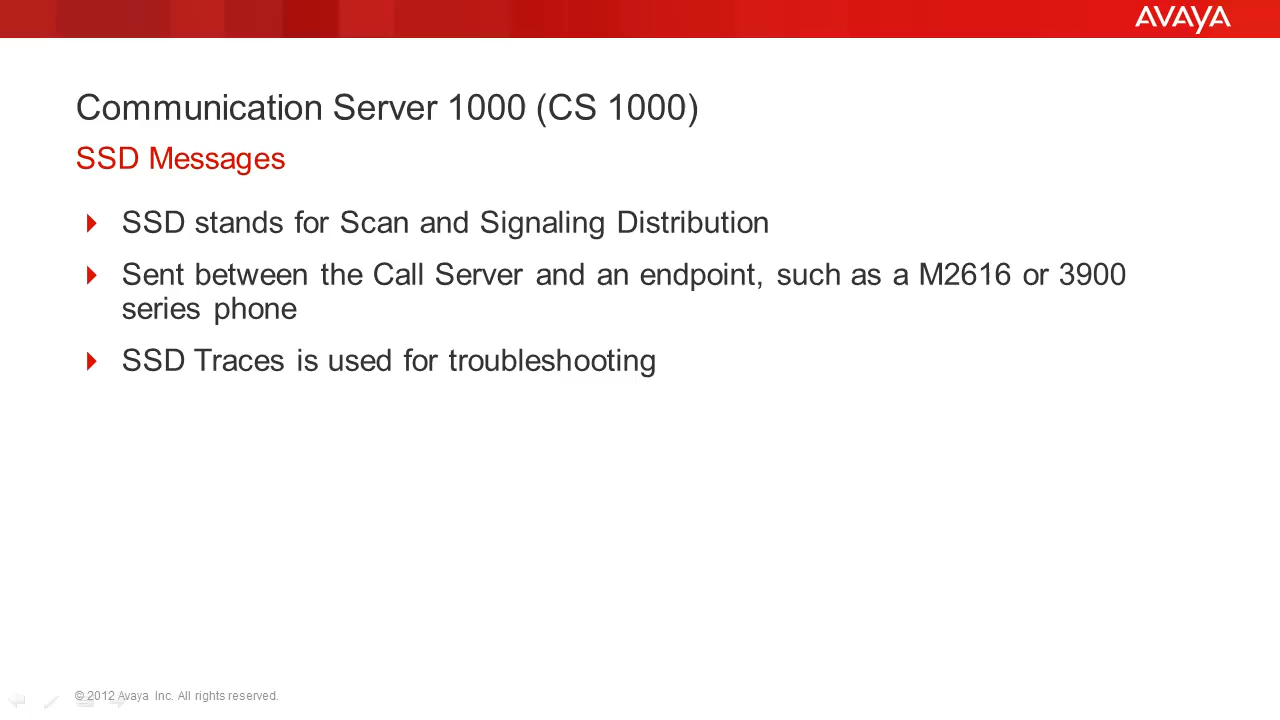 AVAYA
Communication Server 1000 (CS 1000)
SSD Messages
SSD stands for Scan and Signaling Distribution
Sent between the Call Server and an endpoint, such as a M2616 or 3900
series phone
SSD Traces is used for troubleshooting
© 2012 Avaya Inc. All rights reserved.